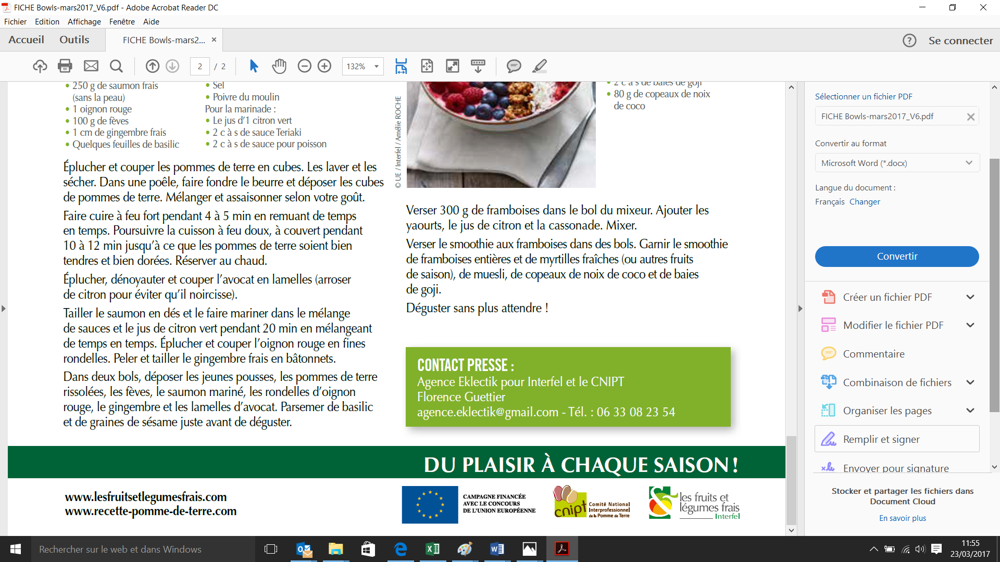 FICHE Bowls-mars2017_V6.pdf - Adobe Acrobat Reader DC
Fichier Edition Affichage Fenêtre Aide
Accueil Outils FICHE Bowls-mars2... × ? Se connecter
2 / 2 132%
• 250 g de saumon frais
(sans la peau)
• 1 oignon rouge
• 100 g de fèves
• 1 cm de gingembre frais
• Quelques feuilles de basilic
• Sel
• Poivre du moulin
Pour la marinade :
• Le jus d’1 citron vert
• 2 c à s de sauce Teriaki
• 2 c à s de sauce pour poisson
Éplucher et couper les pommes de terre en cubes. Les laver et les
sécher. Dans une poêle, faire fondre le beurre et déposer les cubes
de pommes de terre. Mélanger et assaisonner selon votre goût.
Faire cuire à feu fort pendant 4 à 5 min en remuant de temps
en temps. Poursuivre la cuisson à feu doux, à couvert pendant
10 à 12 min jusqu’à ce que les pommes de terre soient bien
tendres et bien dorées. Réserver au chaud.
Éplucher, dénoyauter et couper l’avocat en lamelles (arroser
de citron pour éviter qu’il noircisse).
Tailler le saumon en dés et le faire mariner dans le mélange
de sauces et le jus de citron vert pendant 20 min en mélangeant
de temps en temps. Éplucher et couper l’oignon rouge en fines
rondelles. Peler et tailler le gingembre frais en bâtonnets.
Dans deux bols, déposer les jeunes pousses, les pommes de terre
rissolées, les fèves, le saumon mariné, les rondelles d’oignon
rouge, le gingembre et les lamelles d’avocat. Parsemer de basilic
et de graines de sésame juste avant de déguster.
© UE / Interfel / Amélie ROCHE
• 2 c à s de baies de goji
• 80 g de copeaux de noix
de coco
Verser 300 g de framboises dans le bol du mixeur. Ajouter les
yaourts, le jus de citron et la cassonade. Mixer.
Verser le smoothie aux framboises dans des bols. Garnir le smoothie
de framboises entières et de myrtilles fraîches (ou autres fruits
de saison), de muesli, de copeaux de noix de coco et de baies
de goji.
Déguster sans plus attendre !
CONTACT PRESSE :
Agence Eklectik pour Interfel et le CNIPT
Florence Guettier
agence.eklectik@gmail.com - Tél. : 06 33 08 23 54
DU PLAISIR À CHAQUE SAISON !
www.lesfruitsetlegumesfrais.com
www.recette-pomme-de-terre.com
CAMPAGNE FINANCÉE
AVEC LE CONCOURS
DE L’UNION EUROPÉENNE
cnipt
Comité National
Interprofessionnel
de la Pomme de Terre
les fruits et
légumes frais
Interfel
Sélectionner un fichier PDF
FICHE Bowls-mars2017_V6.pdf
Convertir au format
Microsoft Word (*.docx)
Langue du document :
Français Changer
Convertir
Créer un fichier PDF
Modifier le fichier PDF
Commentaire
Combinaison de fichiers
Organiser les pages
Remplir et signer
Envoyer pour signature
Stocker et partager les fichiers dans
Document Cloud
En savoir plus
Rechercher sur le web et dans Windows
11:55
23/03/2017